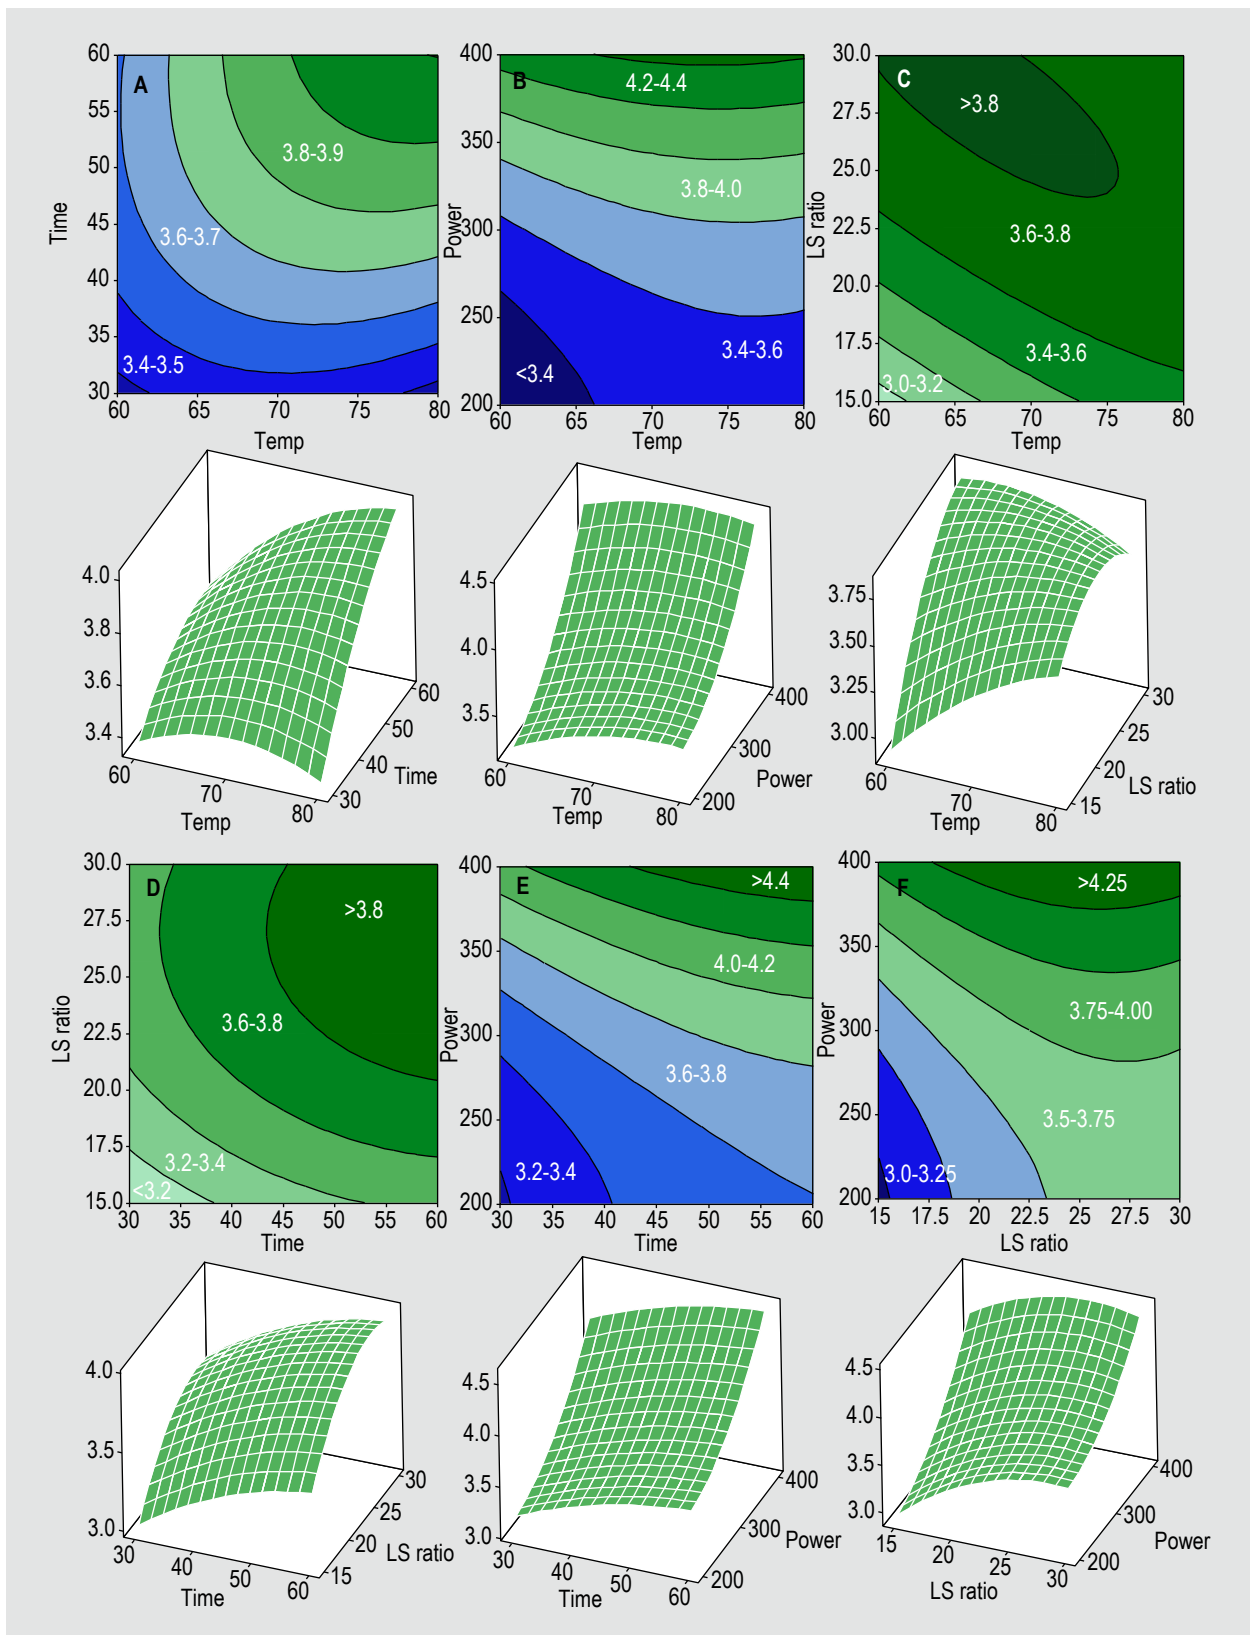 A
60
55
50
45
40
35
30
Time
3.8-3.9
3.6-3.7
3.4-3.5
60 65 70 75 80
Temp
B
400
350
300
250
200
Power
4.2-4.4
3.8-4.0
3.4-3.6
<3.4
60 65 70 75 80
Temp
C
30.0
27.5
25.0
22.5
20.0
17.5
15.0
LS ratio
>3.8
3.6-3.8
3.4-3.6
3.0-3.2
60 65 70 75 80
Temp
4.0
3.8
3.6
3.4
60 70 80
Temp
30 40 50 60
Time
4.5
4.0
3.5
60 70 80
Temp
200 300 400
Power
3.75
3.50
3.25
3.00
60 70 80
Temp
15 20 25 30
LS ratio
D
30.0
27.5
25.0
22.5
20.0
17.5
15.0
LS ratio
>3.8
3.6-3.8
3.2-3.4
<3.2
30 35 40 45 50 55 60
Time
E
400
350
300
250
200
Power
>4.4
4.0-4.2
3.6-3.8
3.2-3.4
30 35 40 45 50 55 60
Time
F
400
350
300
250
200
Power
>4.25
3.75-4.00
3.5-3.75
3.0-3.25
15 17.5 20 22.5 25 27.5 30
LS ratio
4.0
3.5
3.0
30 40 50 60
Time
15 20 25 30
LS ratio
4.5
4.0
3.5
3.0
30 40 50 60
Time
200 300 400
Power
4.5
4.0
3.5
3.0
15 20 25 30
LS ratio
200 300 400
Power